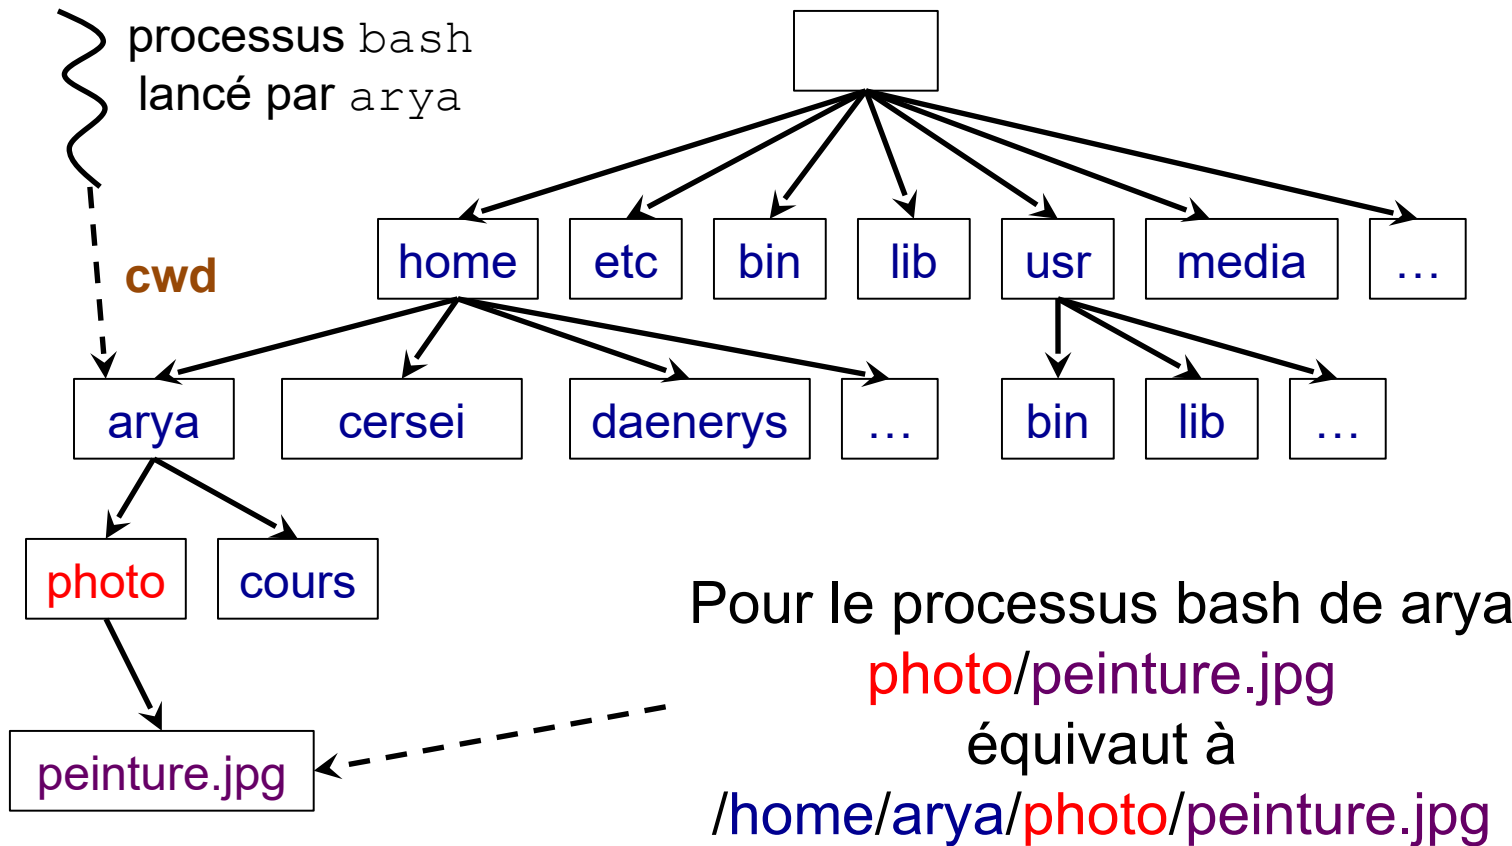 processus bash
lancé par arya
cwd
home
etc
bin
lib
usr
media
…
arya
cersei
daenerys
…
bin
lib
…
photo
cours
peinture.jpg
Pour le processus bash de arya
photo/peinture.jpg
équivaut à
/home/arya/photo/peinture.jpg